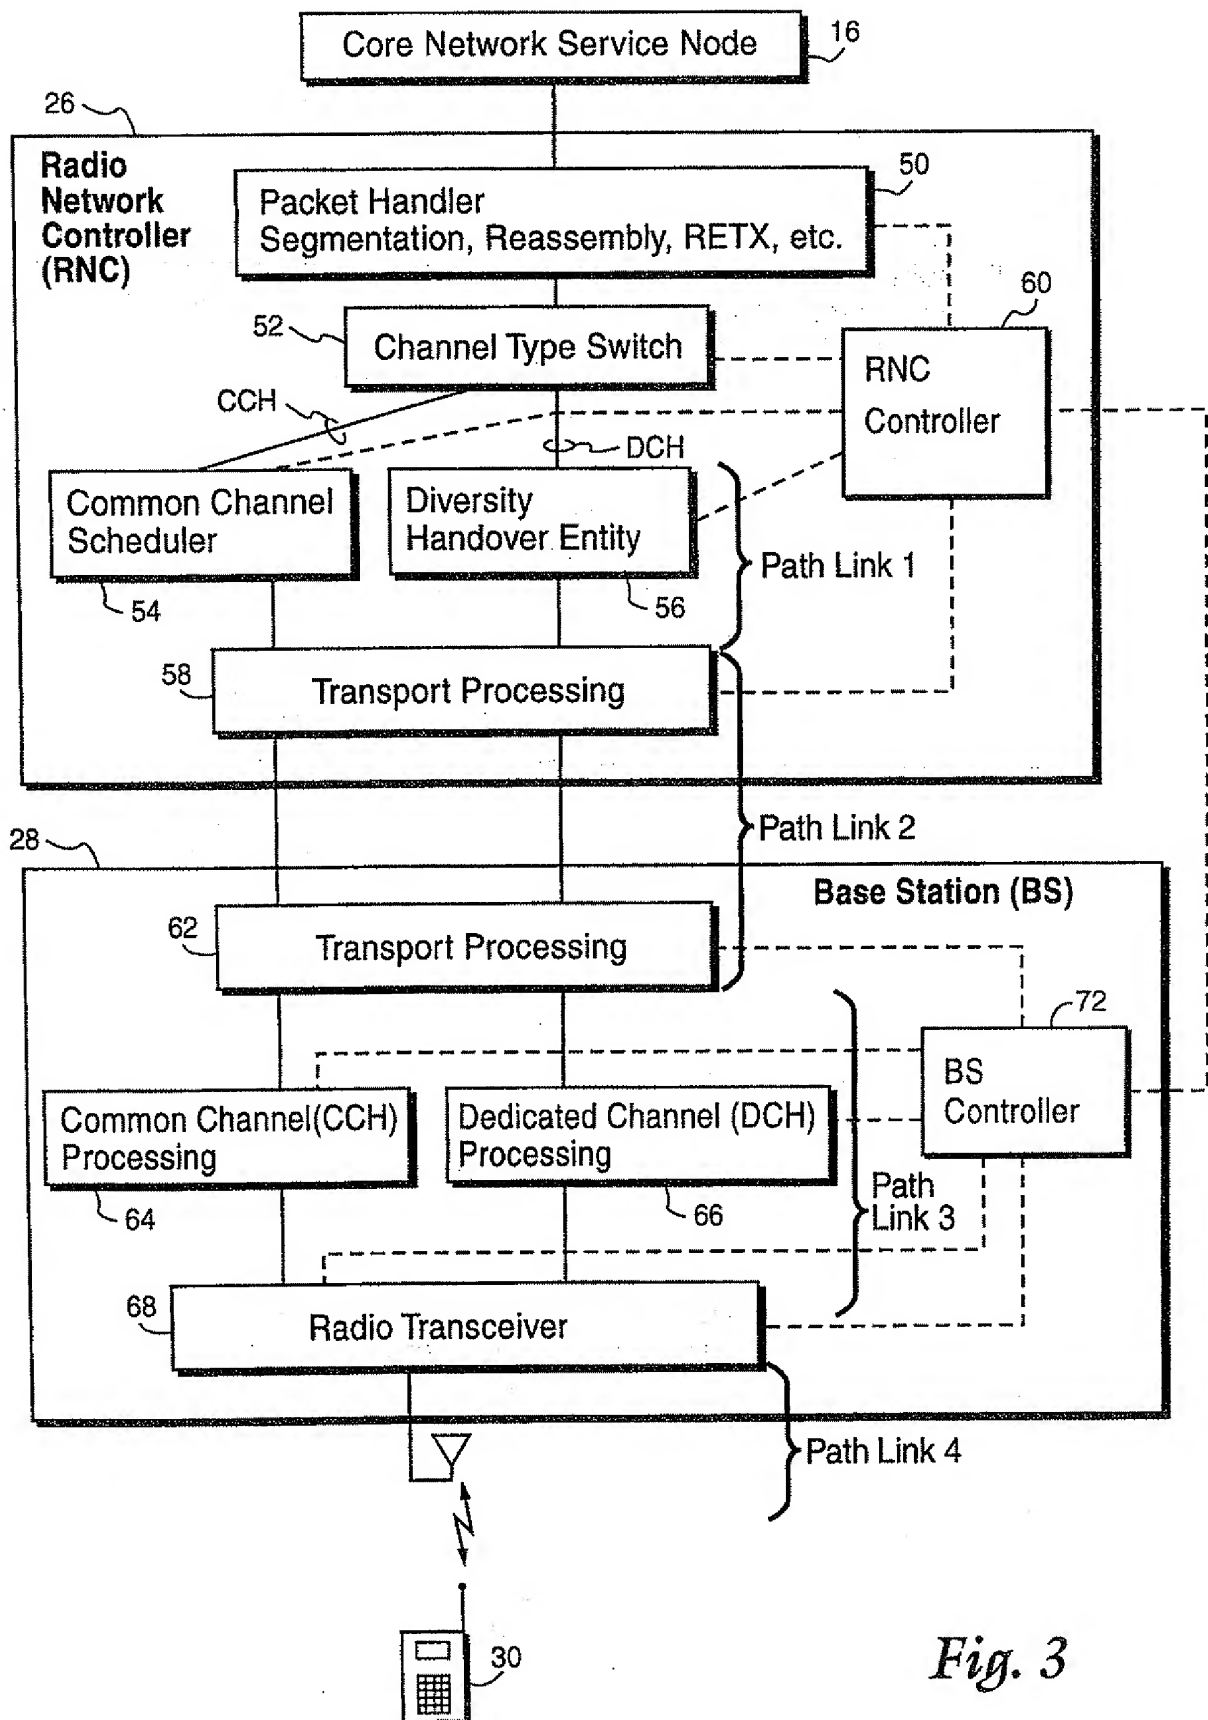 Core Network Service Node
16
26
Radio
Network
Controller
(RNC)
50
Packet Handler
Segmentation, Reassembly, RETX, etc.
60
52
Channel Type Switch
RNC
Controller
CCH
DCH
Common Channel
Scheduler
Diversity
Handover Entity
Path Link 1
54
56
58
Transport Processing
Path Link 2
28
Base Station (BS)
62
Transport Processing
72
BS
Controller
Common Channel(CCH)
Processing
Dedicated Channel (DCH)
Processing
64
66
Path
Link 3
68
Radio Transceiver
Path Link 4
30
Fig. 3